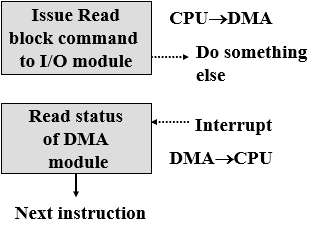 Issue Read
block command
to I/O module
CPU→DMA
Do something
else
Read status
of DMA
module
Interrupt
DMA→CPU
Next instruction